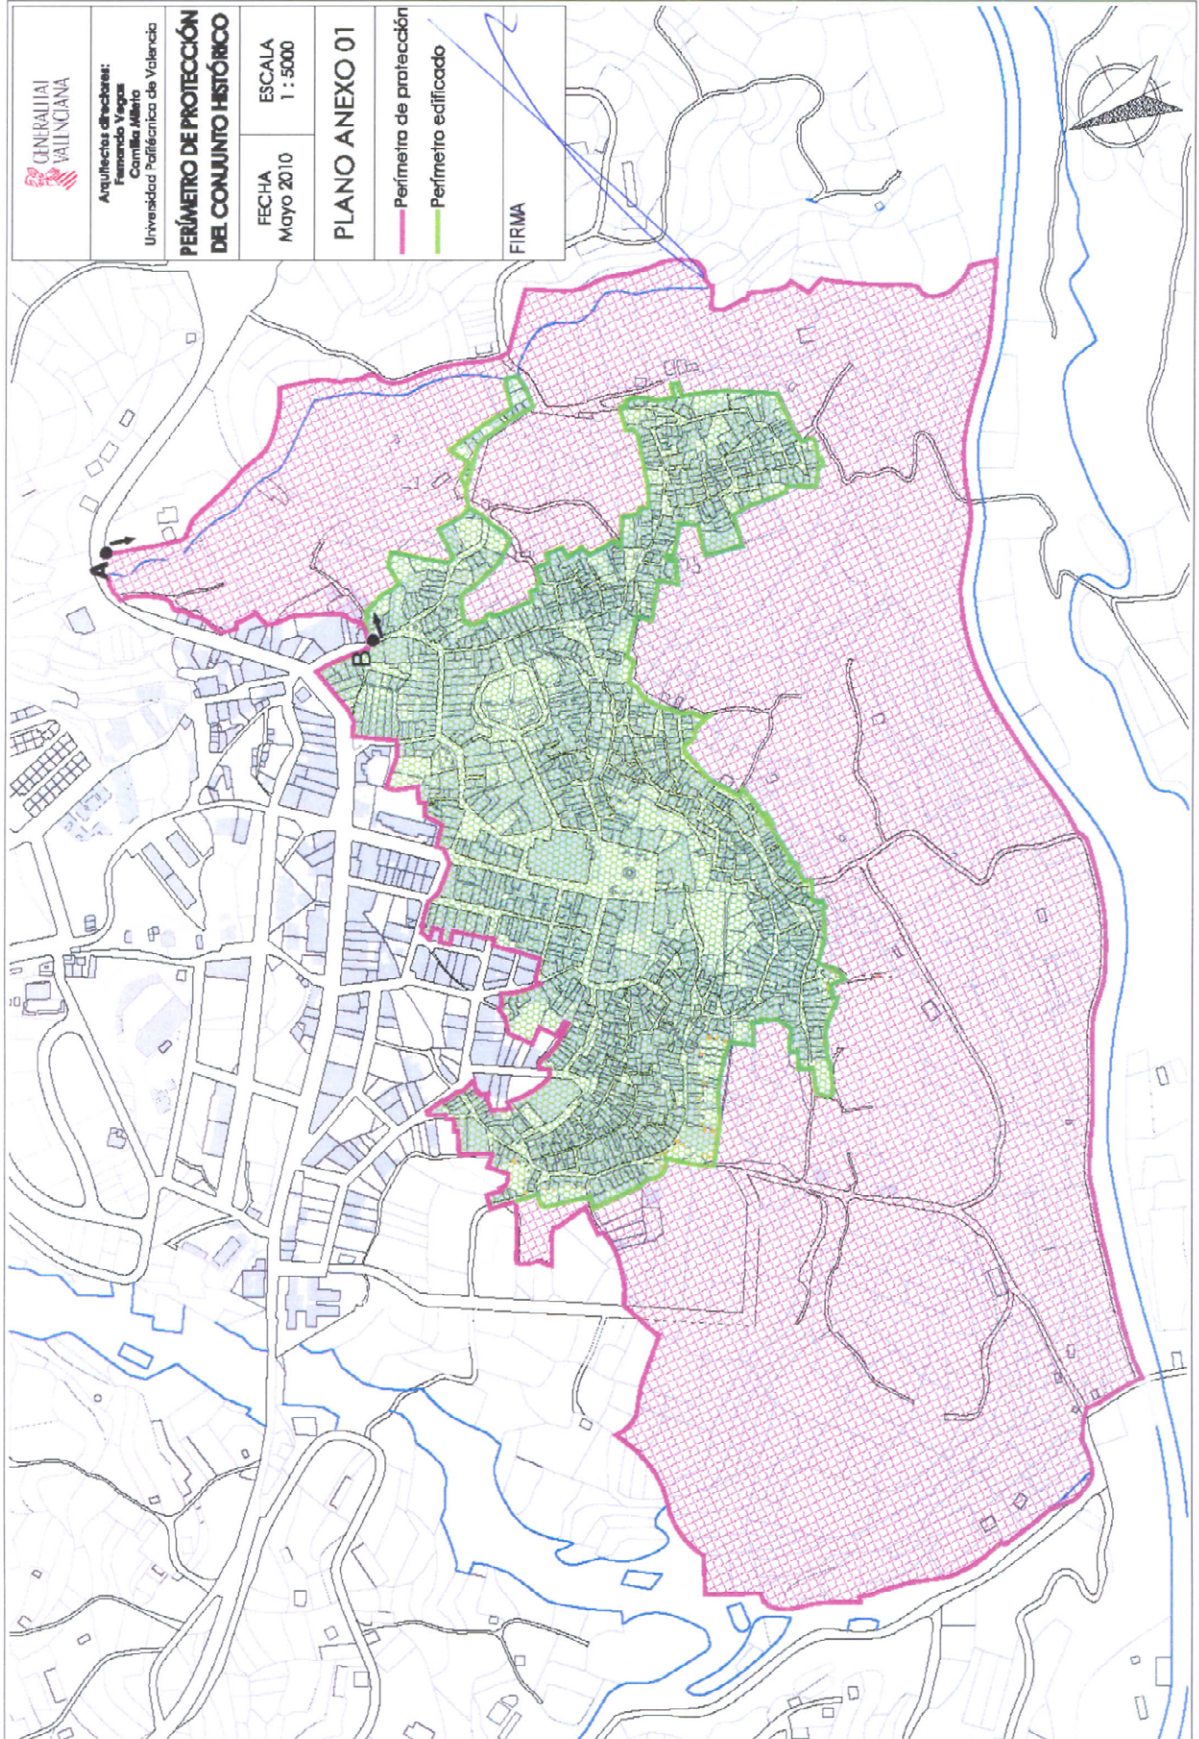 GENERALITAT
VALENCIANA
Arquitectos directores:
Fernando Vegas
Camilla Mileto
Universidad Politécnica de Valencia
PERÍMETRO DE PROTECCIÓN
DEL CONJUNTO HISTÓRICO
FECHA
Mayo 2010
ESCALA
1 : 5000
PLANO ANEXO 01
Perímetro de protección
Perímetro edificado
FIRMA
A
B